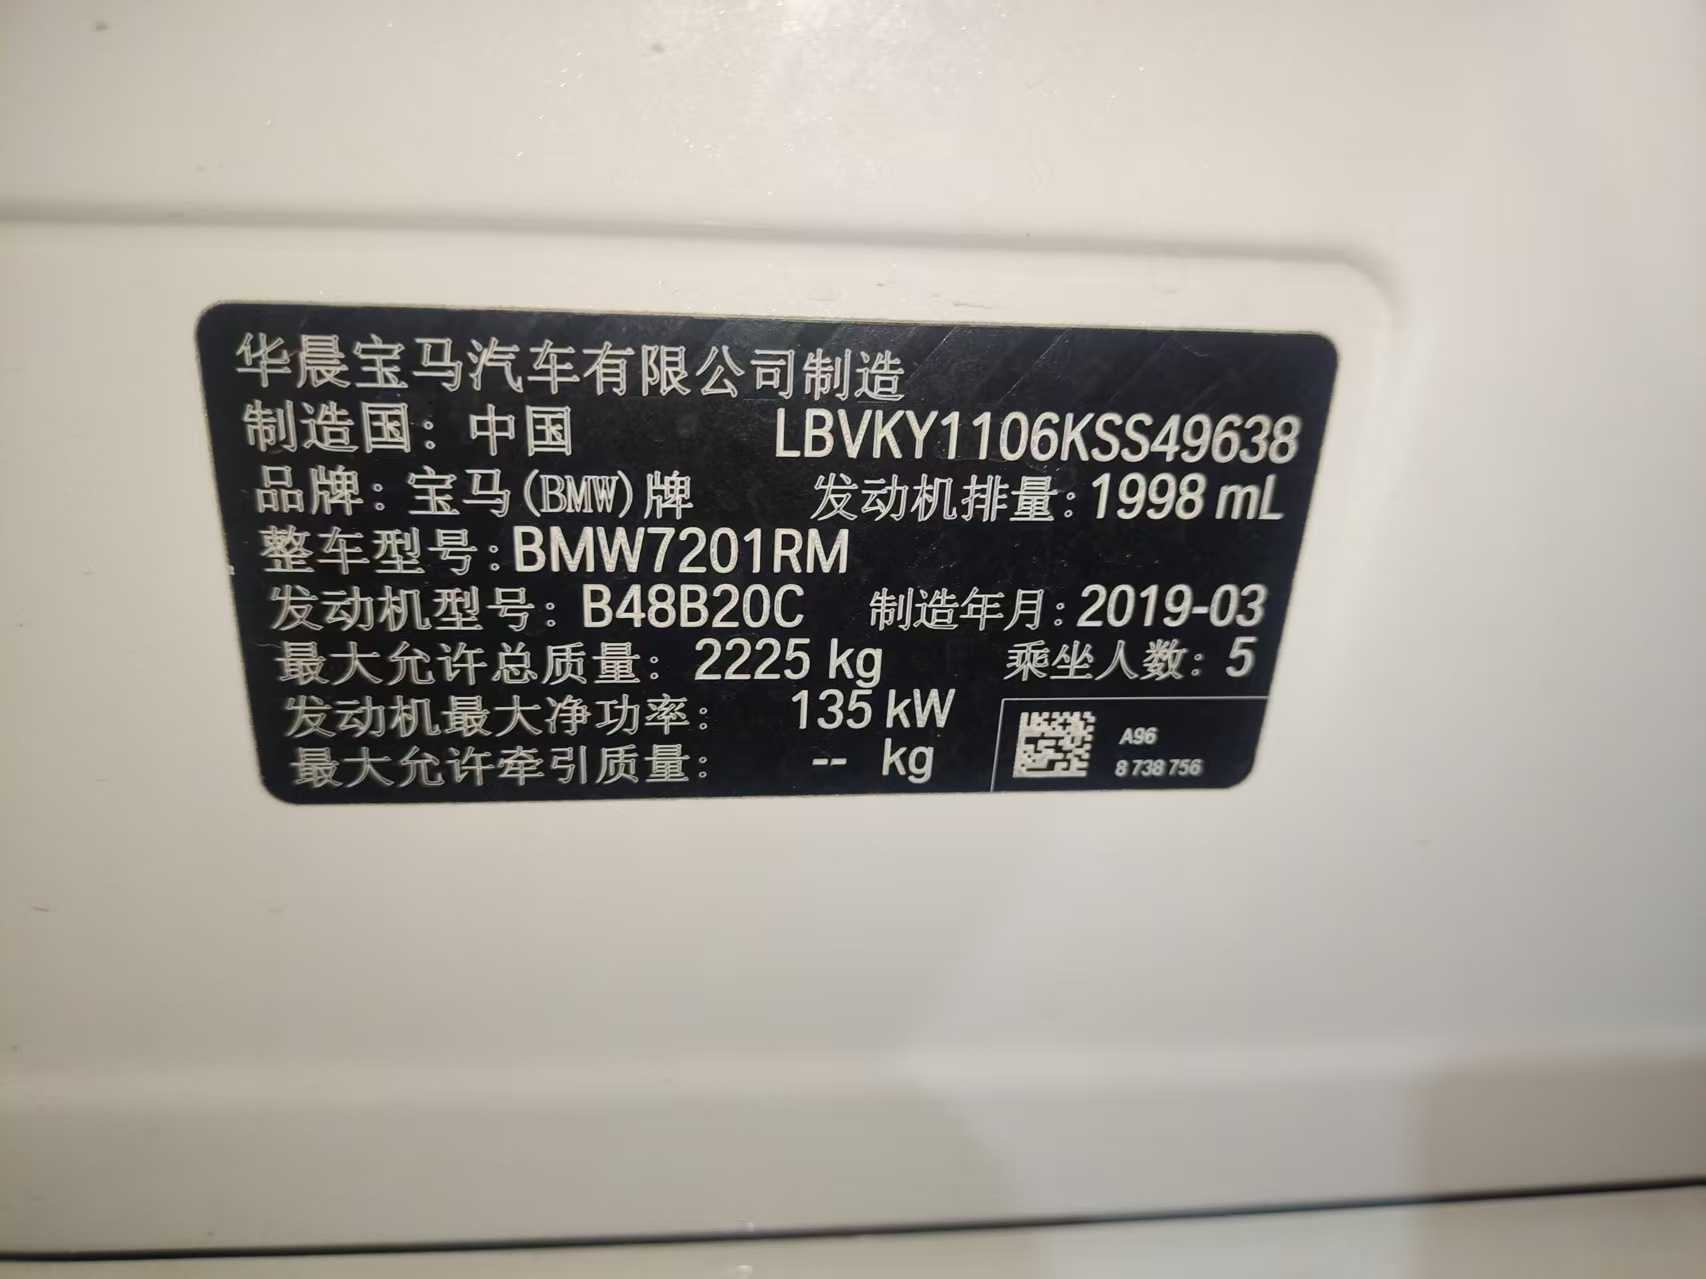 华晨宝马汽车有限公司制造
制造国：中国 LBVKY1106KSS49638
品牌：宝马(BMW)牌 发动机排量：1998 mL
整车型号：BMW7201RM
发动机型号：B48B20C 制造年月：2019-03
最大允许总质量：2225 kg 乘坐人数：5
发动机最大净功率：135 kW
最大允许牵引质量：-- kg
A96
8 738 756